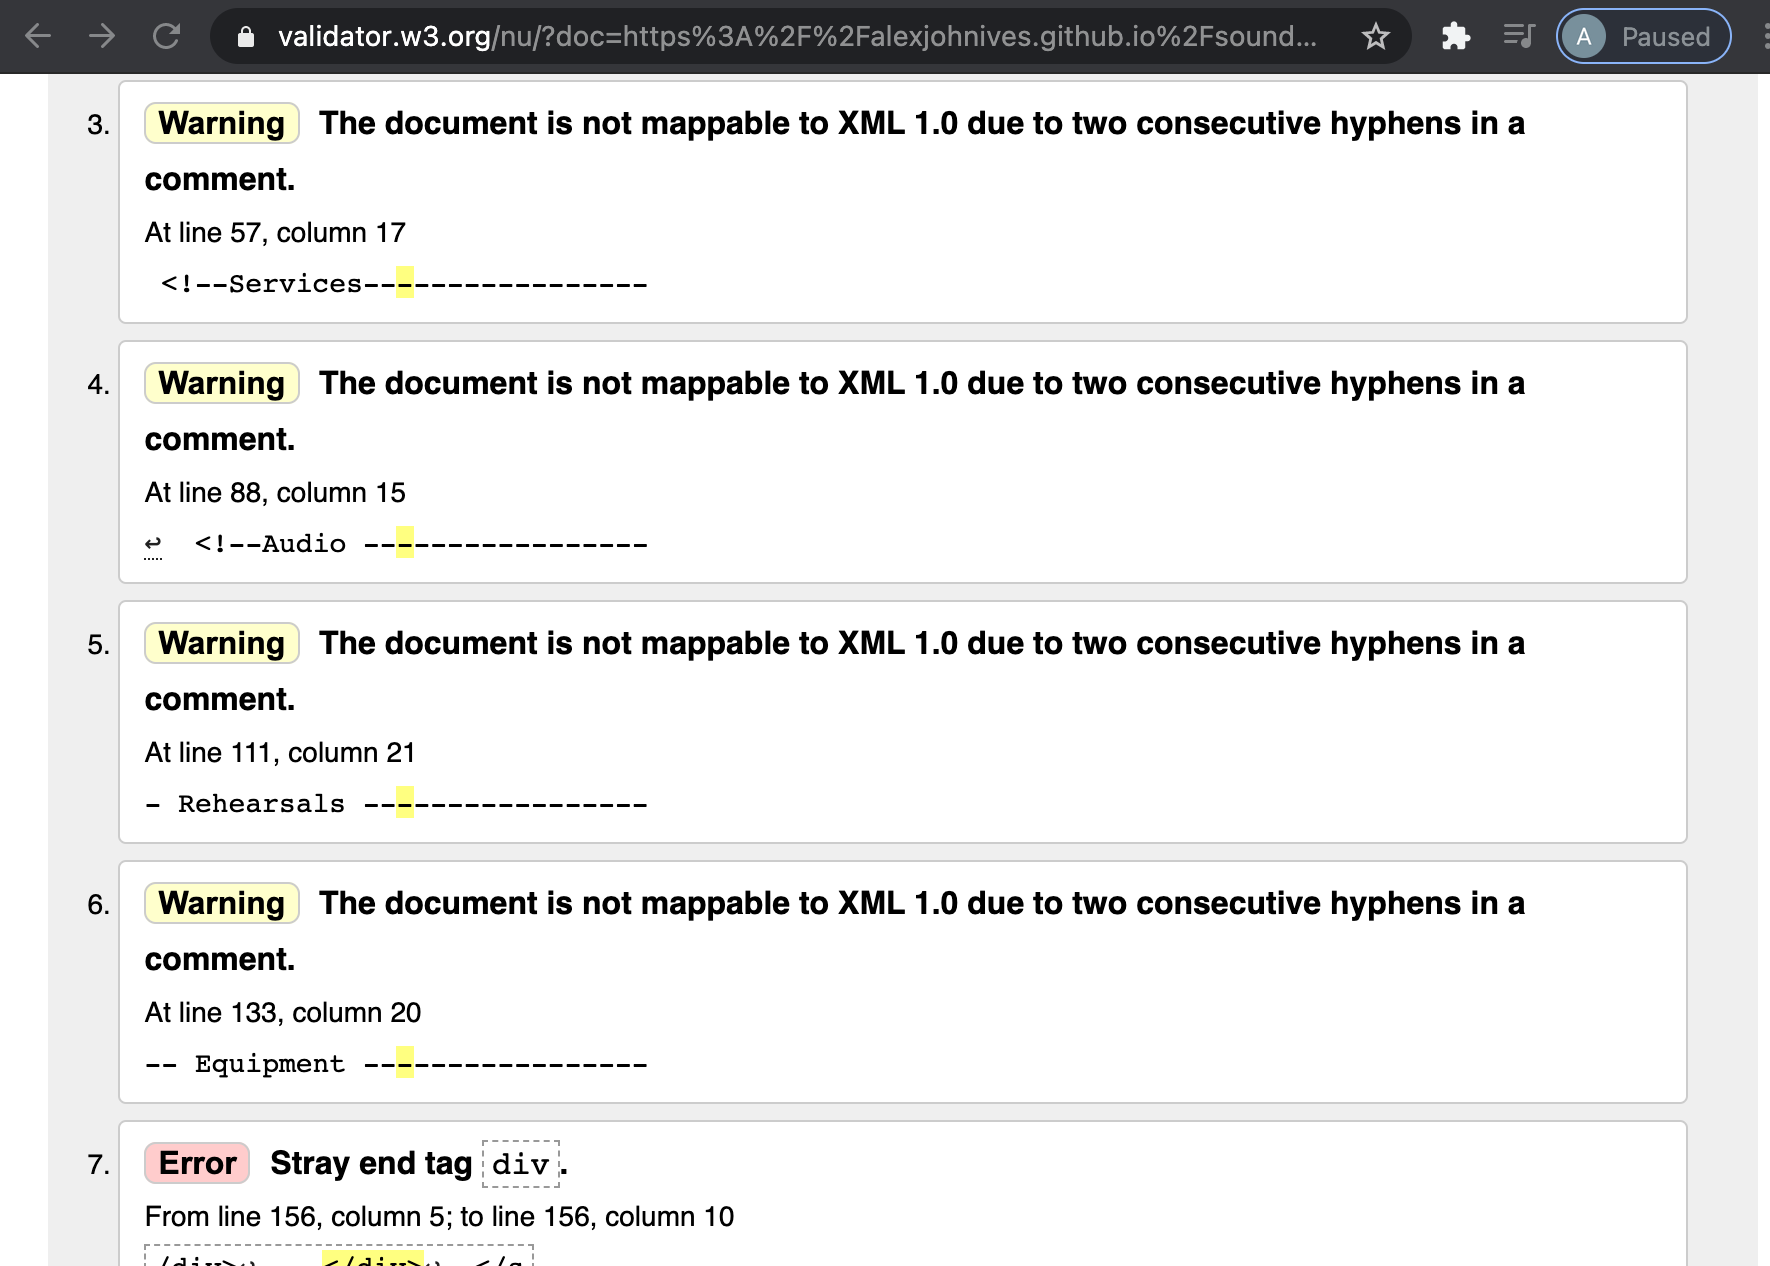 validator.w3.org/nu/?doc=https%3A%2F%2Falexjohnives.github.io%2Fsound...
A Paused
3. Warning The document is not mappable to XML 1.0 due to two consecutive hyphens in a
comment.
At line 57, column 17
<!--Services-----------------
4. Warning The document is not mappable to XML 1.0 due to two consecutive hyphens in a
comment.
At line 88, column 15
↩ <!--Audio -----------------
5. Warning The document is not mappable to XML 1.0 due to two consecutive hyphens in a
comment.
At line 111, column 21
- Rehearsals -----------------
6. Warning The document is not mappable to XML 1.0 due to two consecutive hyphens in a
comment.
At line 133, column 20
-- Equipment -----------------
7. Error Stray end tag div.
From line 156, column 5; to line 156, column 10
/div>↩ </div>↩ </s